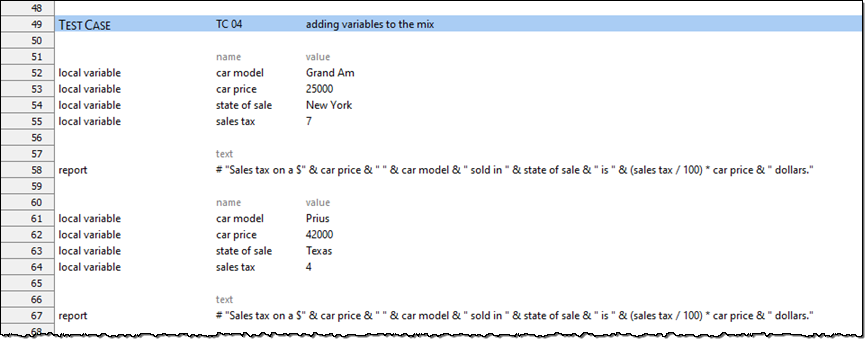 48
49 TEST CASE TC 04 adding variables to the mix
50
51 name value
52 local variable car model Grand Am
53 local variable car price 25000
54 local variable state of sale New York
55 local variable sales tax 7
56
57 text
58 report # "Sales tax on a $" & car price & " " & car model & " sold in " & state of sale & " is " & (sales tax / 100) * car price & " dollars."
59
60 name value
61 local variable car model Prius
62 local variable car price 42000
63 local variable state of sale Texas
64 local variable sales tax 4
65
66 text
67 report # "Sales tax on a $" & car price & " " & car model & " sold in " & state of sale & " is " & (sales tax / 100) * car price & " dollars."
68